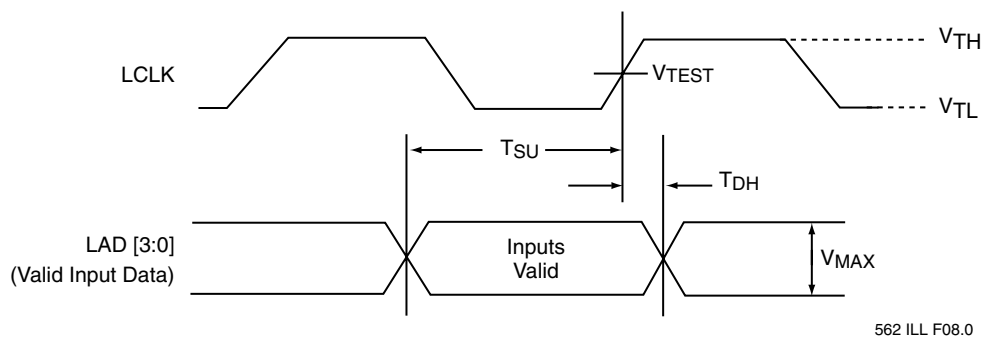 VTH
LCLK
VTEST
VTL
TSU
TDH
LAD [3:0]
(Valid Input Data)
Inputs
Valid
VMAX
562 ILL F08.0